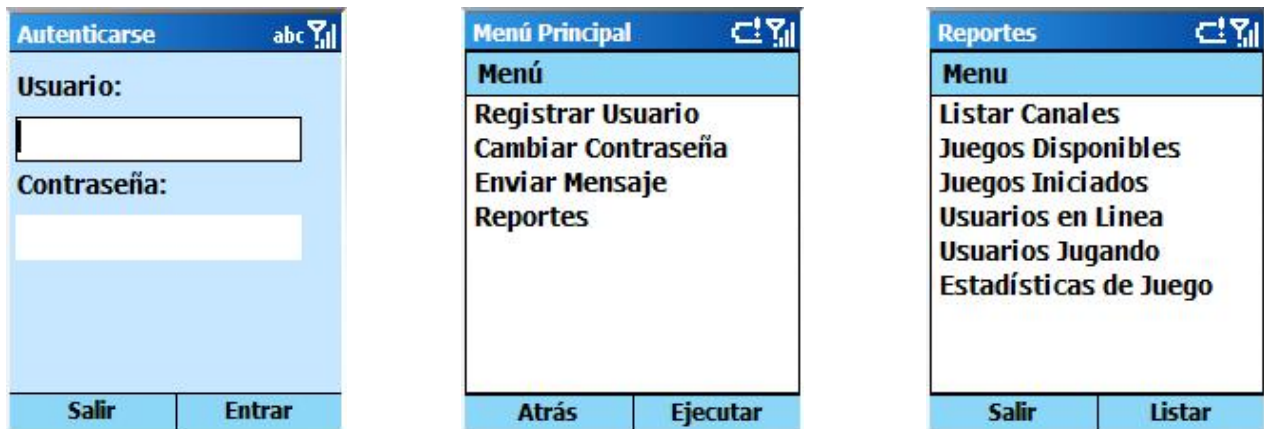 Autenticarse abc
Usuario:
Contraseña:
Salir Entrar
Menú Principal
Menú
Registrar Usuario
Cambiar Contraseña
Enviar Mensaje
Reportes
Atrás Ejecutar
Reportes
Menu
Listar Canales
Juegos Disponibles
Juegos Iniciados
Usuarios en Linea
Usuarios Jugando
Estadísticas de Juego
Salir Listar